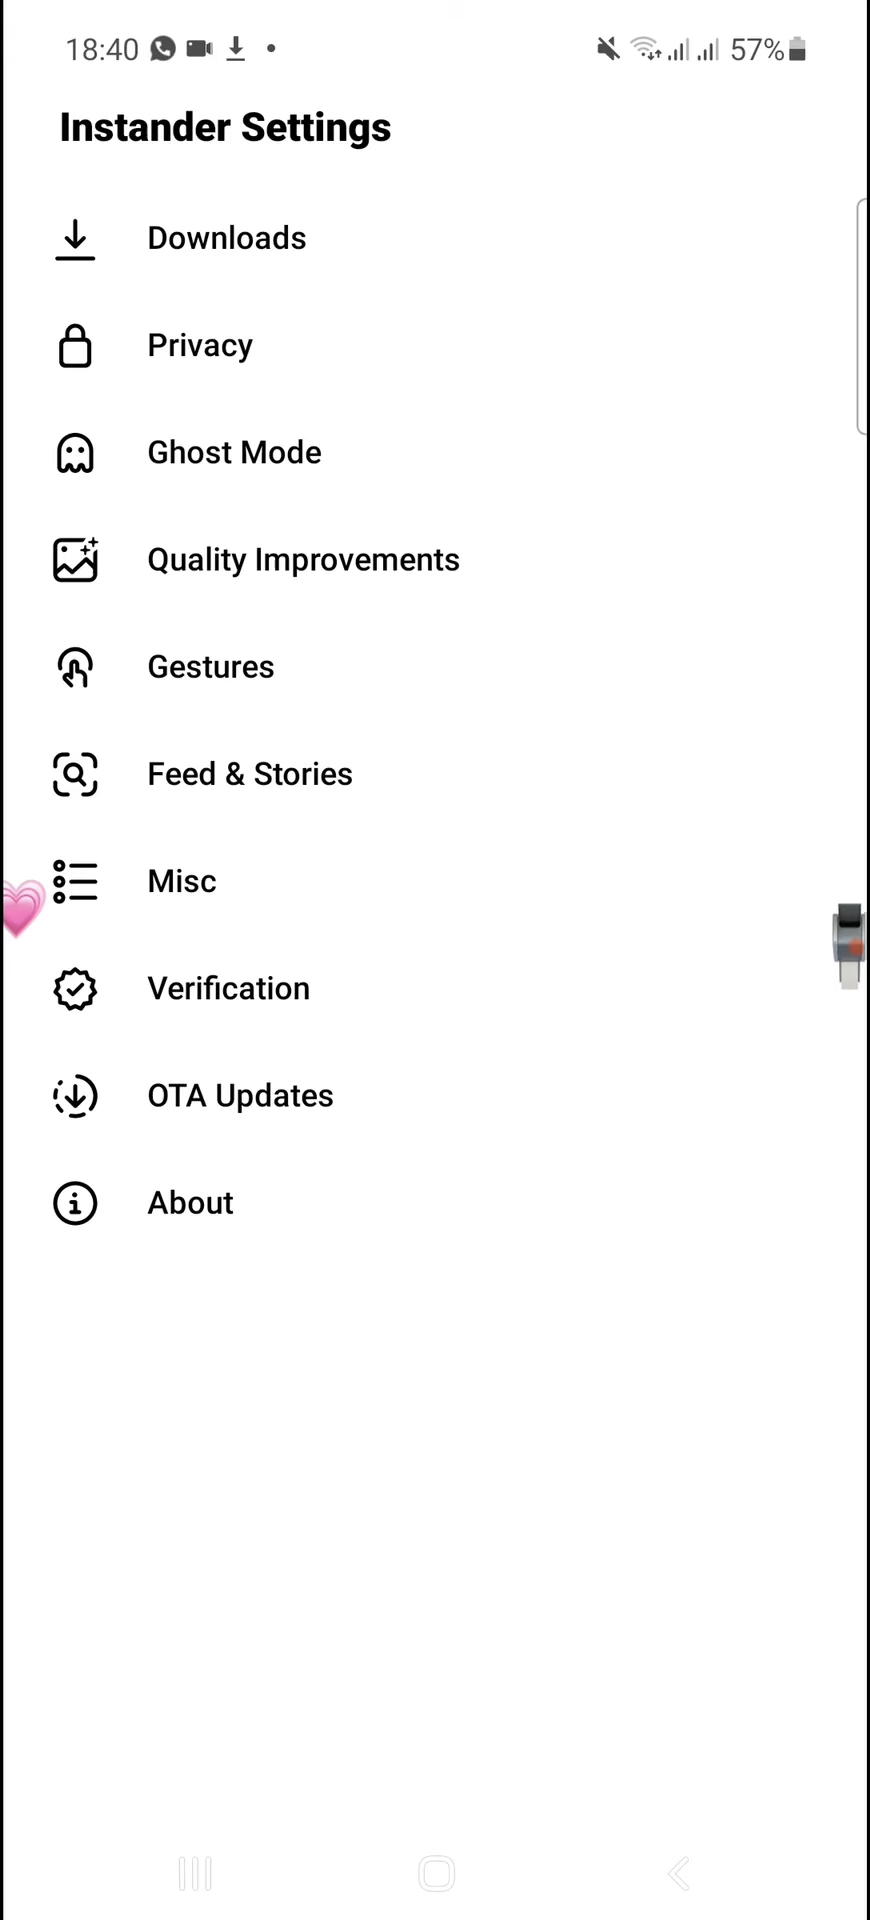 18:40 57%
Instander Settings
Downloads
Privacy
Ghost Mode
Quality Improvements
Gestures
Feed & Stories
Misc
Verification
OTA Updates
About